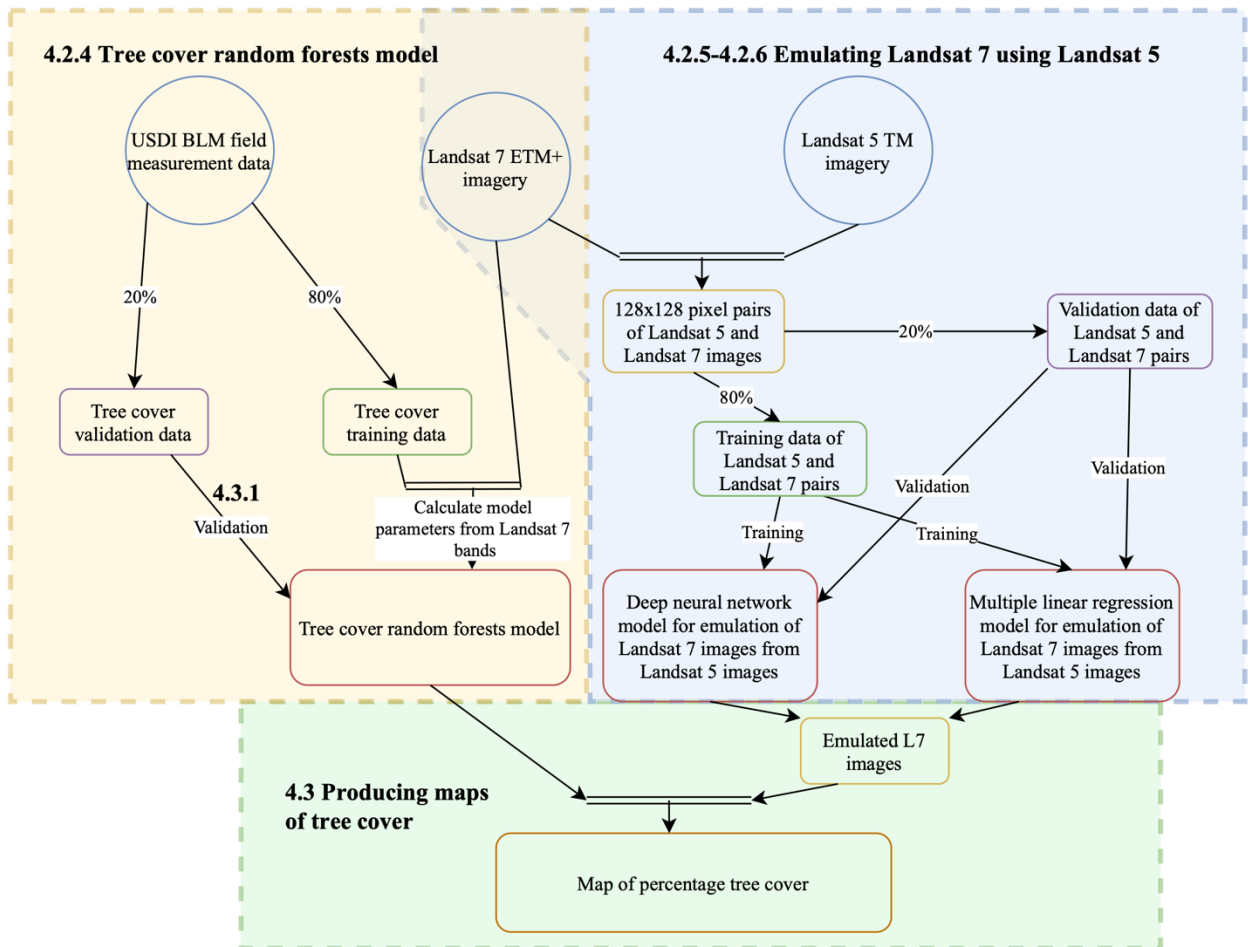 4.2.4 Tree cover random forests model
USDI BLM field
measurement data
Landsat 7 ETM+
imagery
20%
80%
Tree cover
validation data
Tree cover
training data
4.3.1
Validation
Calculate model
parameters from Landsat 7
bands
Tree cover random forests model
4.2.5-4.2.6 Emulating Landsat 7 using Landsat 5
Landsat 5 TM
imagery
128x128 pixel pairs
of Landsat 5 and
Landsat 7 images
20%
Validation data of
Landsat 5 and
Landsat 7 pairs
80%
Training data of
Landsat 5 and
Landsat 7 pairs
Validation
Validation
Training
Training
Deep neural network
model for emulation of
Landsat 7 images from
Landsat 5 images
Multiple linear regression
model for emulation of
Landsat 7 images from
Landsat 5 images
Emulated L7
images
4.3 Producing maps
of tree cover
Map of percentage tree cover